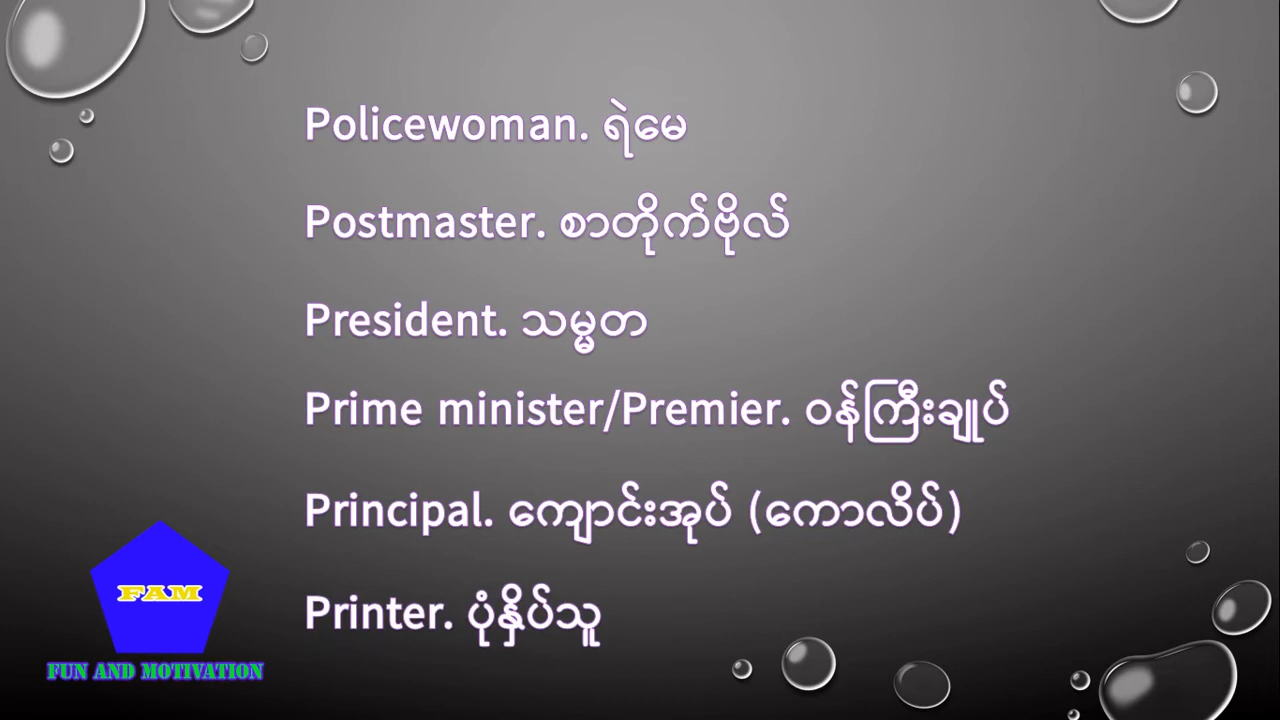 Policewoman. ရဲမေ
Postmaster. စာတိုက်ဗိုလ်
President. သမ္မတ
Prime minister/Premier. ဝန်ကြီးချုပ်
Principal. ကျောင်းအုပ် (ကောလိပ်)
Printer. ပုံနှိပ်သူ
FAM
FUN AND MOTIVATION